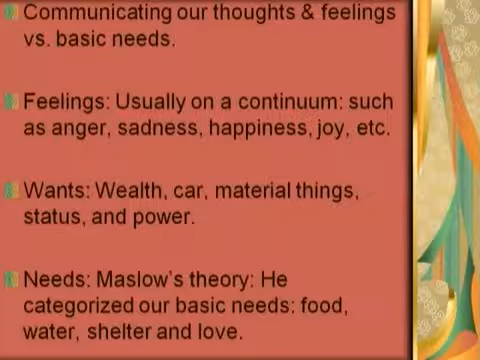 Communicating our thoughts & feelings
vs. basic needs.
Feelings: Usually on a continuum: such
as anger, sadness, happiness, joy, etc.
Wants: Wealth, car, material things,
status, and power.
Needs: Maslow's theory: He
categorized our basic needs: food,
water, shelter and love.